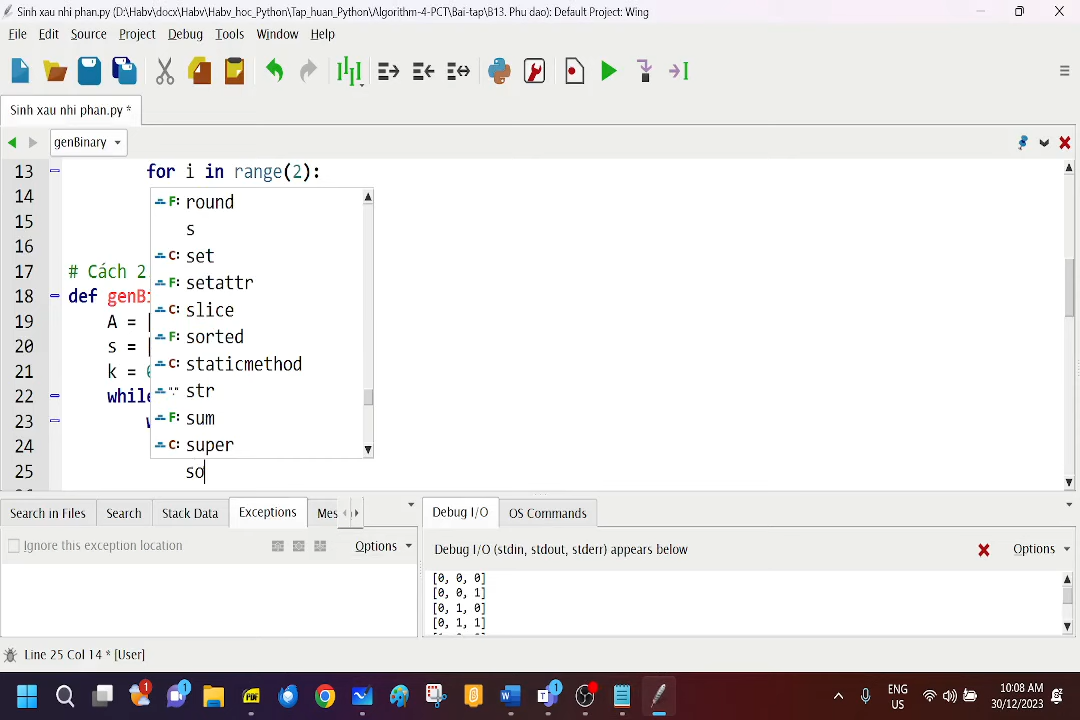 Sinh xau nhi phan.py (D:\Habv\docx\Habv\Habv_hoc_Python\Tap_huan_Python\Algorithm-4-PCT\Bai-tap\B13. Phu dao): Default Project: Wing
File Edit Source Project Debug Tools Window Help
Sinh xau nhi phan.py *
genBinary
13 for i in range(2):
14 round
15 s
16 set
17 # Cách 2 setattr
18 def genBi slice
19 A = [ sorted
20 s = [ staticmethod
21 k = 0 str
22 while sum
23 w super
24
25 so
Search in Files Search Stack Data Exceptions Mes Debug I/O OS Commands
Ignore this exception location Options Debug I/O (stdin, stdout, stderr) appears below Options
[0, 0, 0]
[0, 0, 1]
[0, 1, 0]
[0, 1, 1]
Line 25 Col 14 * [User]
ENG
US
10:08 AM
30/12/2023